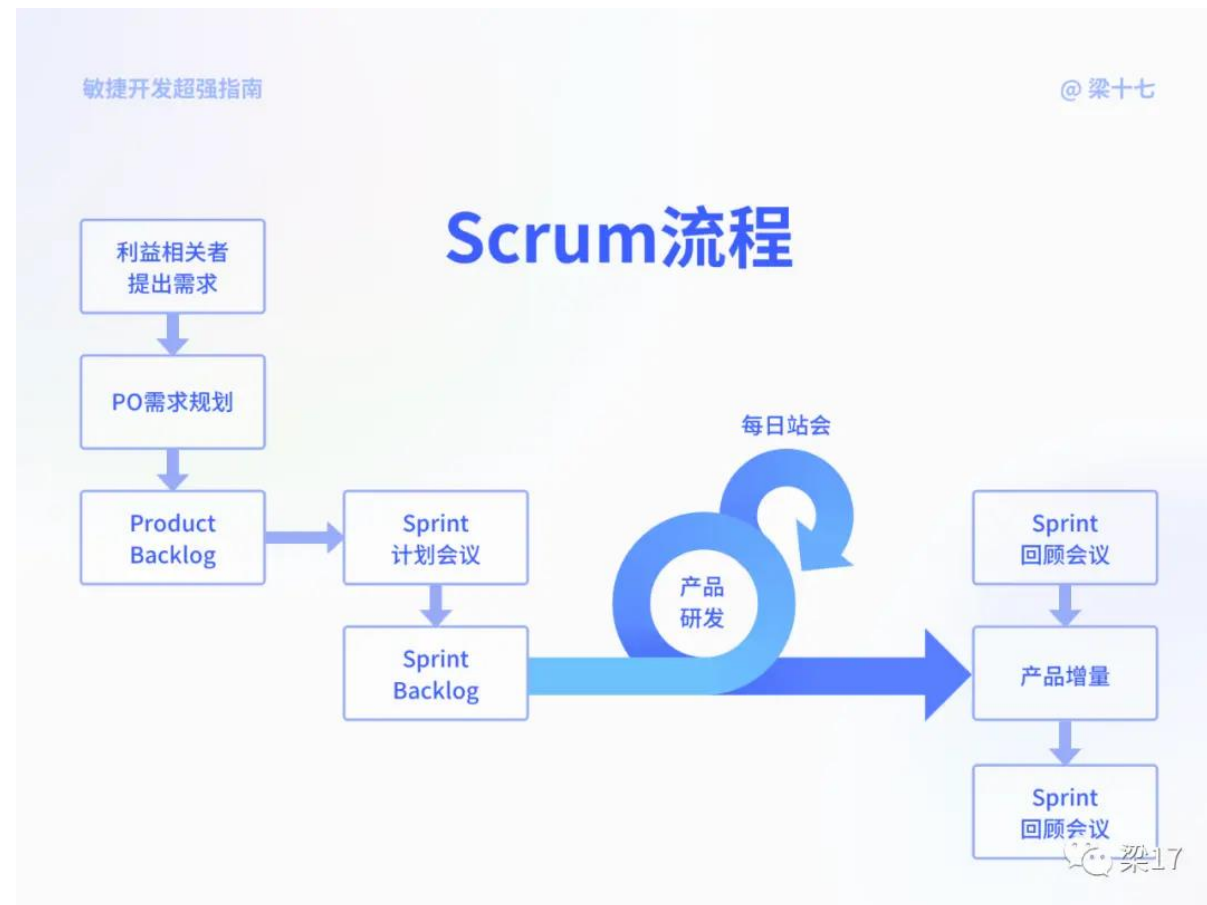 敏捷开发超强指南
@ 梁十七
Scrum流程
利益相关者
提出需求
PO需求规划
Product
Backlog
Sprint
计划会议
Sprint
Backlog
每日站会
产品
研发
Sprint
回顾会议
产品增量
Sprint
回顾会议
梁17